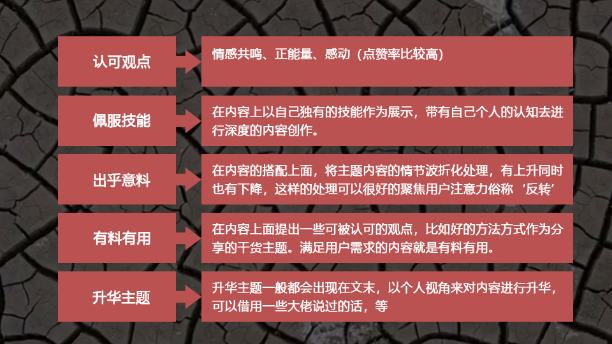 认可观点
情感共鸣、正能量、感动（点赞率比较高）
佩服技能
在内容上以自己独有的技能作为展示，带有自己个人的认知去进
行深度的内容创作。
出乎意料
在内容的搭配上面，将主题内容的情节波折化处理，有上升同时
也有下降，这样的处理可以很好的聚焦用户注意力俗称‘反转’
有料有用
在内容上面提出一些可被认可的观点，比如好的方法方式作为分
享的干货主题。满足用户需求的内容就是有料有用。
升华主题
升华主题一般都会出现在文末，以个人视角来对内容进行升华，
可以借用一些大佬说过的话，等